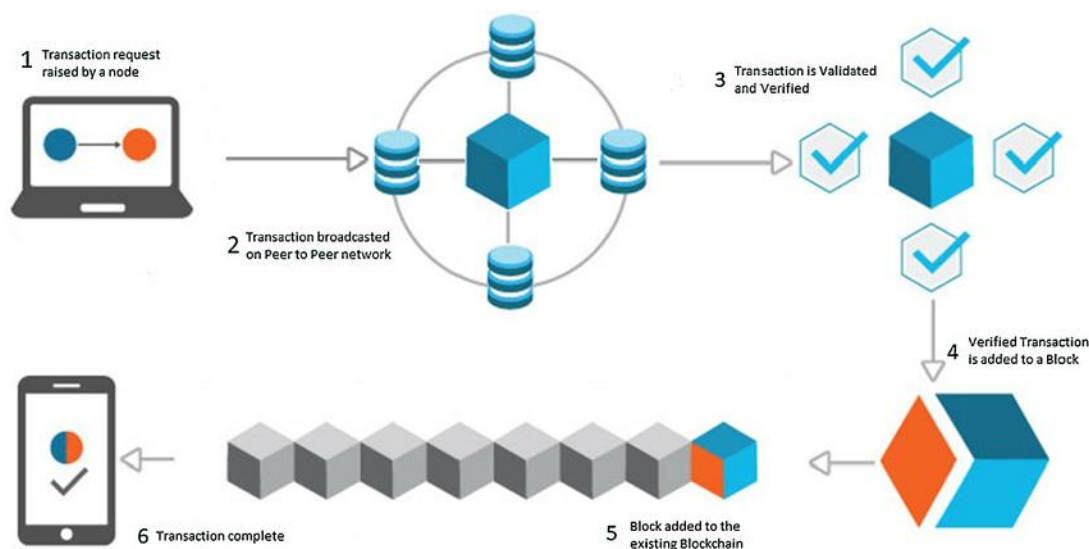 1 Transaction request
raised by a node
2 Transaction broadcasted
on Peer to Peer network
3 Transaction is Validated
and Verified
4 Verified Transaction
is added to a Block
5 Block added to the
existing Blockchain
6 Transaction complete